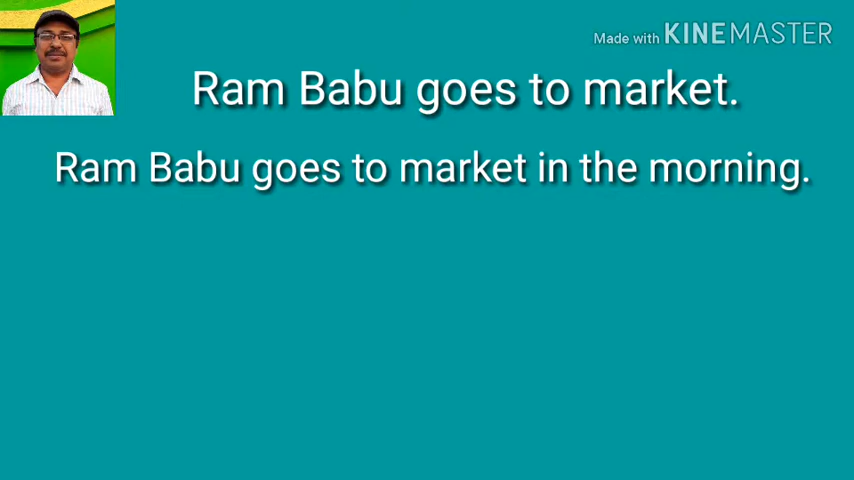 Made with KINEMASTER
Ram Babu goes to market.
Ram Babu goes to market in the morning.